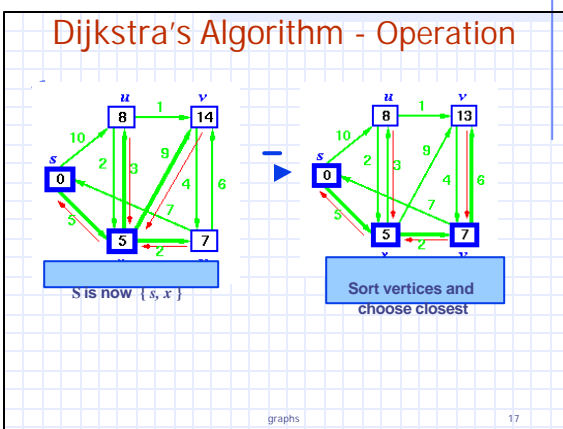 Dijkstra's Algorithm - Operation
u v
1
8 14
10
9
2 3
s
4 6
0
7
5
5 7
2
S is now { s, x }
u v
1
8 13
10
9
2 3
s
4 6
0
7
5
5 7
2
x y
Sort vertices and
choose closest
graphs 17